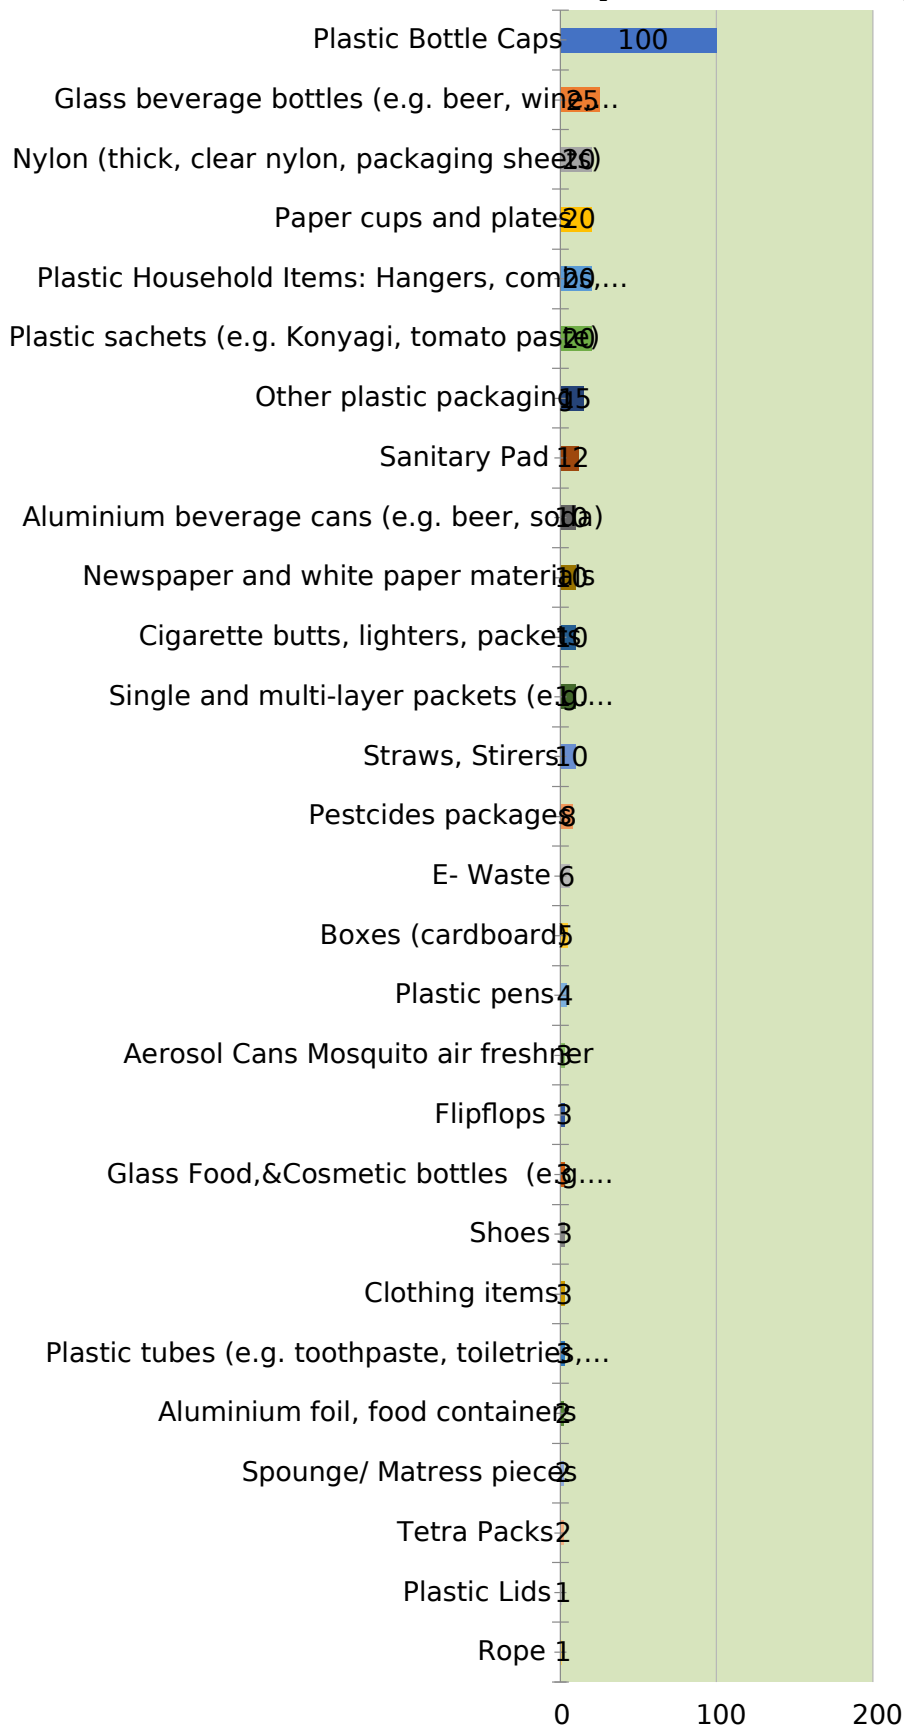 Plastic Bottle Caps 100
Glass beverage bottles (e.g. beer, wine,… 25
Nylon (thick, clear nylon, packaging sheets) 20
Paper cups and plates 20
Plastic Household Items: Hangers, combs,… 20
Plastic sachets (e.g. Konyagi, tomato paste) 20
Other plastic packaging 15
Sanitary Pad 12
Aluminium beverage cans (e.g. beer, soda) 10
Newspaper and white paper materials 10
Cigarette butts, lighters, packets 10
Single and multi-layer packets (e.g.… 10
Straws, Stirers 10
Pestcides packages 8
E- Waste 6
Boxes (cardboard) 5
Plastic pens 4
Aerosol Cans Mosquito air freshner 3
Flipflops 3
Glass Food,&Cosmetic bottles  (e.g.… 3
Shoes 3
Clothing items 3
Plastic tubes (e.g. toothpaste, toiletries,… 3
Aluminium foil, food containers 2
Spounge/ Matress pieces 2
Tetra Packs 2
Plastic Lids 1
Rope 1
0 100 200